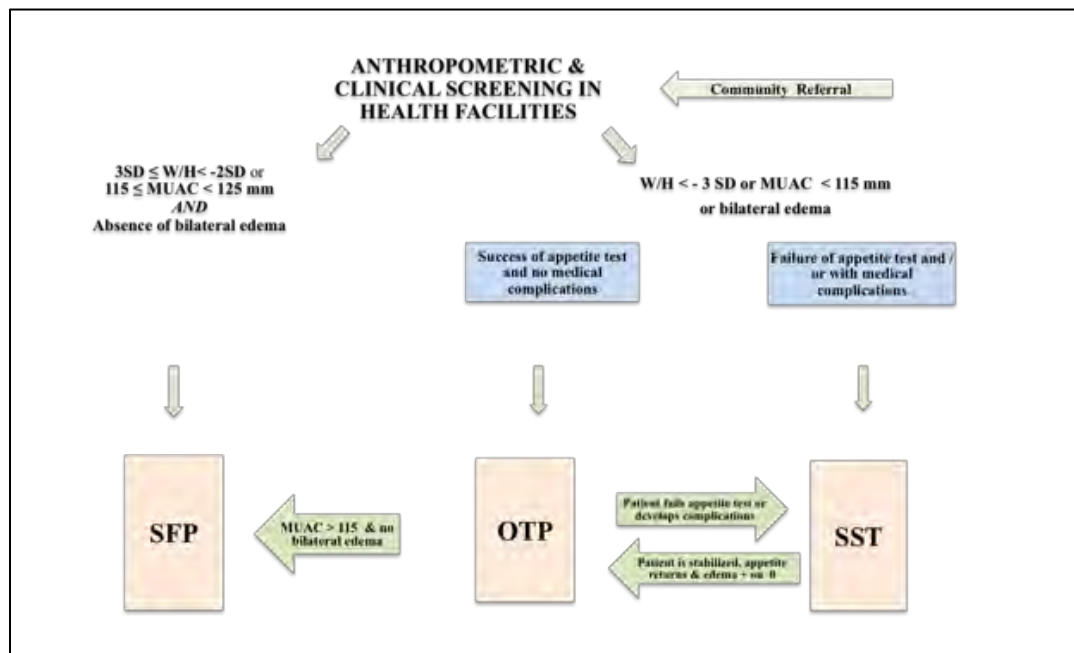 ANTHROPOMETRIC &
CLINICAL SCREENING IN
HEALTH FACILITIES
Community Referral
3SD ≤ W/H< -2SD or
115 ≤ MUAC < 125 mm
AND
Absence of bilateral edema
W/H < - 3 SD or MUAC < 115 mm
or bilateral edema
Success of appetite test
and no medical
complications
Failure of appetite test and /
or with medical
complications
SFP
MUAC > 115 & no
bilateral edema
OTP
Patient fails appetite test or
develops complications
Patient is stabilized, appetite
returns & edema + ou 0
SST